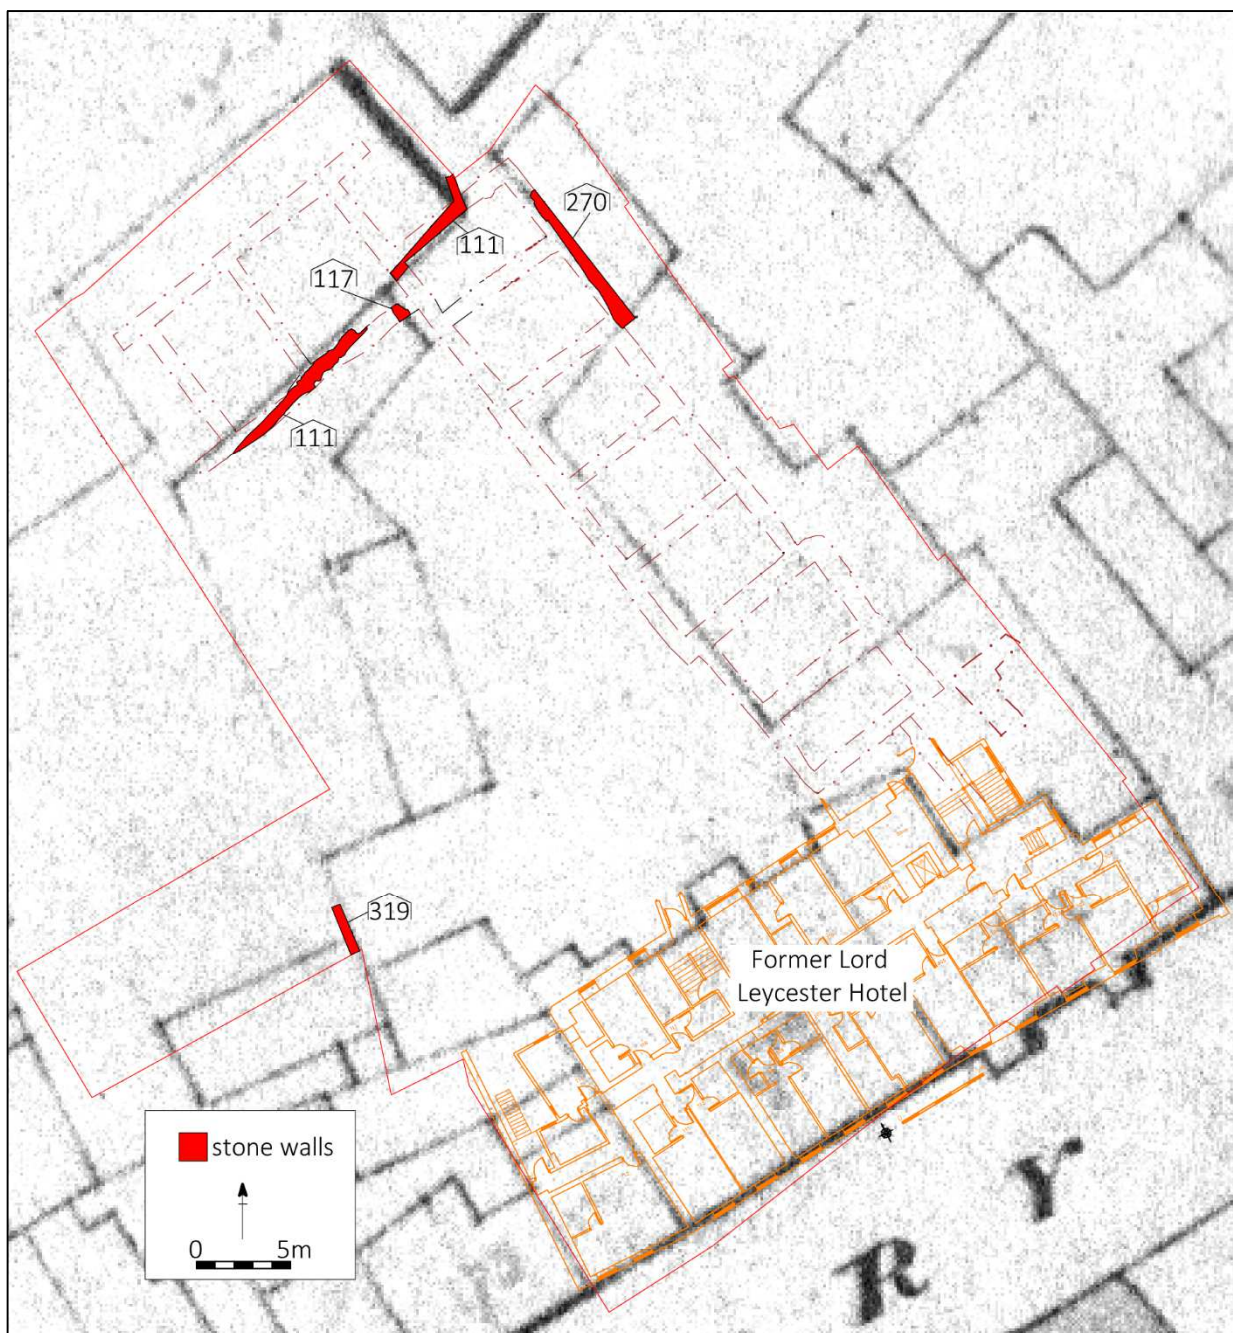 270
111
117
111
319
Former Lord
Leycester Hotel
stone walls
0 5m
Y
R